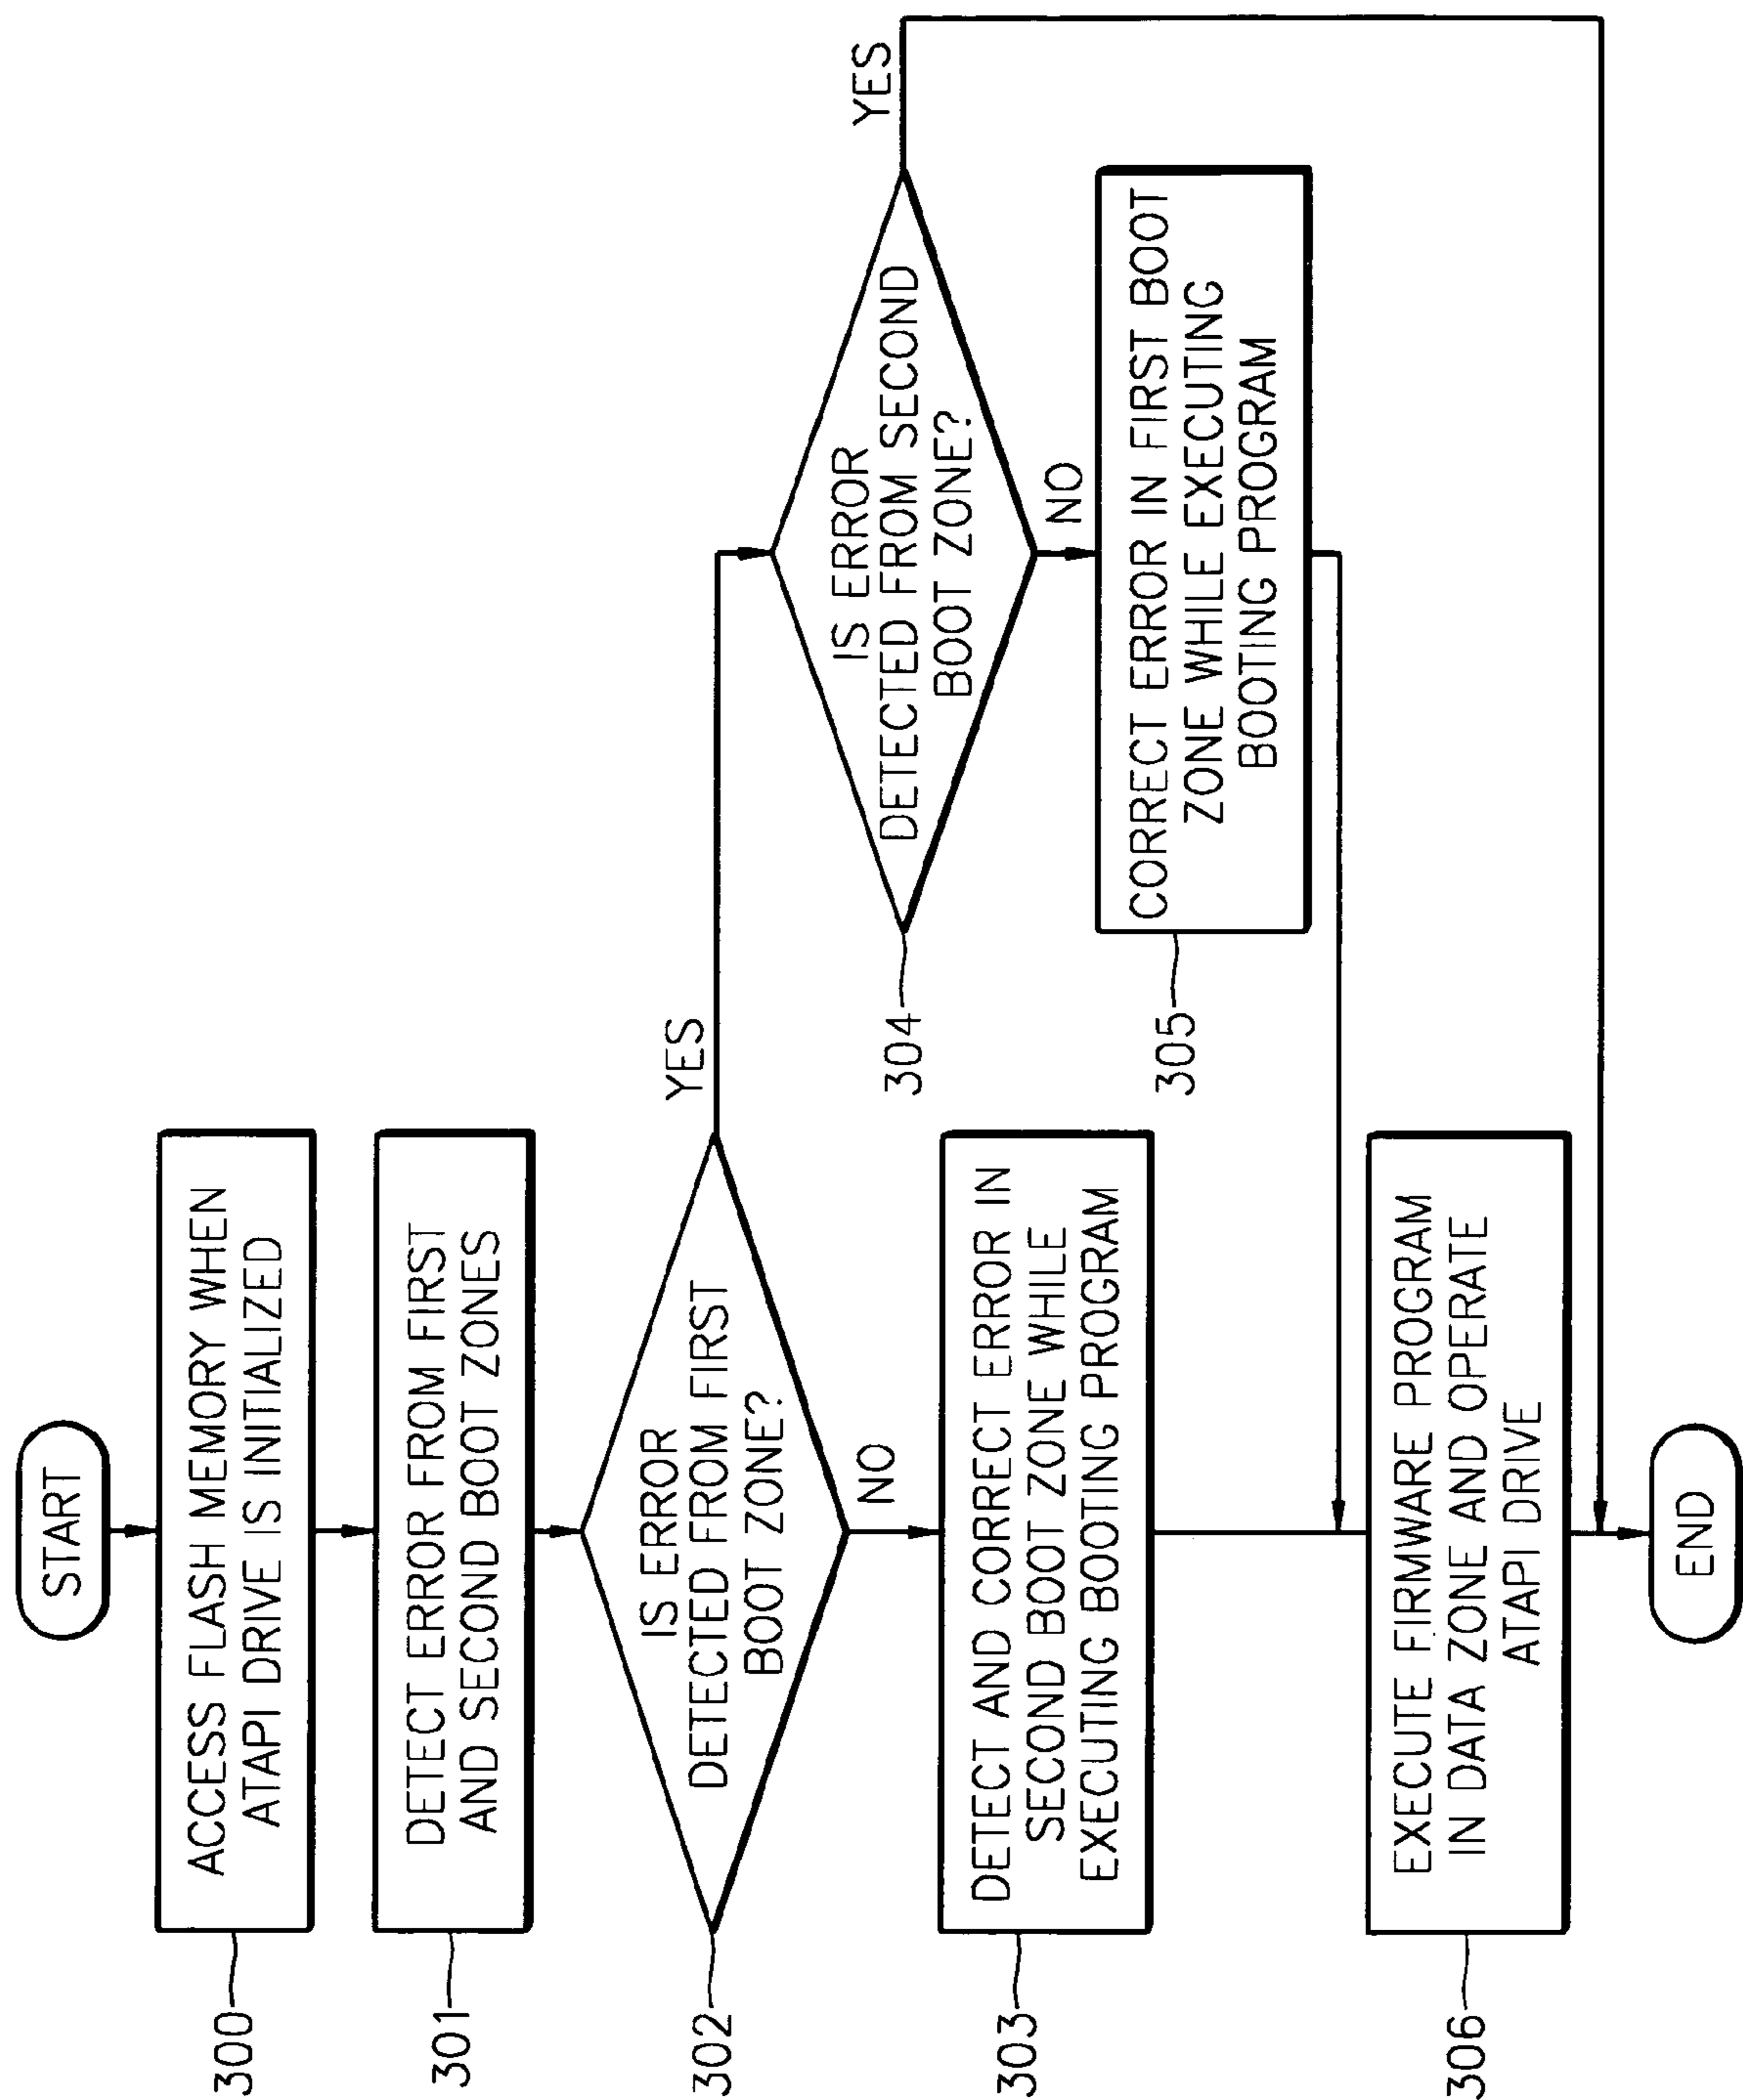 START
300
ACCESS FLASH MEMORY WHEN
ATAPI DRIVE IS INITIALIZED
301
DETECT ERROR FROM FIRST
AND SECOND BOOT ZONES
302
IS ERROR
DETECTED FROM FIRST
BOOT ZONE?
YES
NO
304
IS ERROR
DETECTED FROM SECOND
BOOT ZONE?
YES
NO
303
DETECT AND CORRECT ERROR IN
SECOND BOOT ZONE WHILE
EXECUTING BOOTING PROGRAM
305
CORRECT ERROR IN FIRST BOOT
ZONE WHILE EXECUTING
BOOTING PROGRAM
306
EXECUTE FIRMWARE PROGRAM
IN DATA ZONE AND OPERATE
ATAPI DRIVE
END